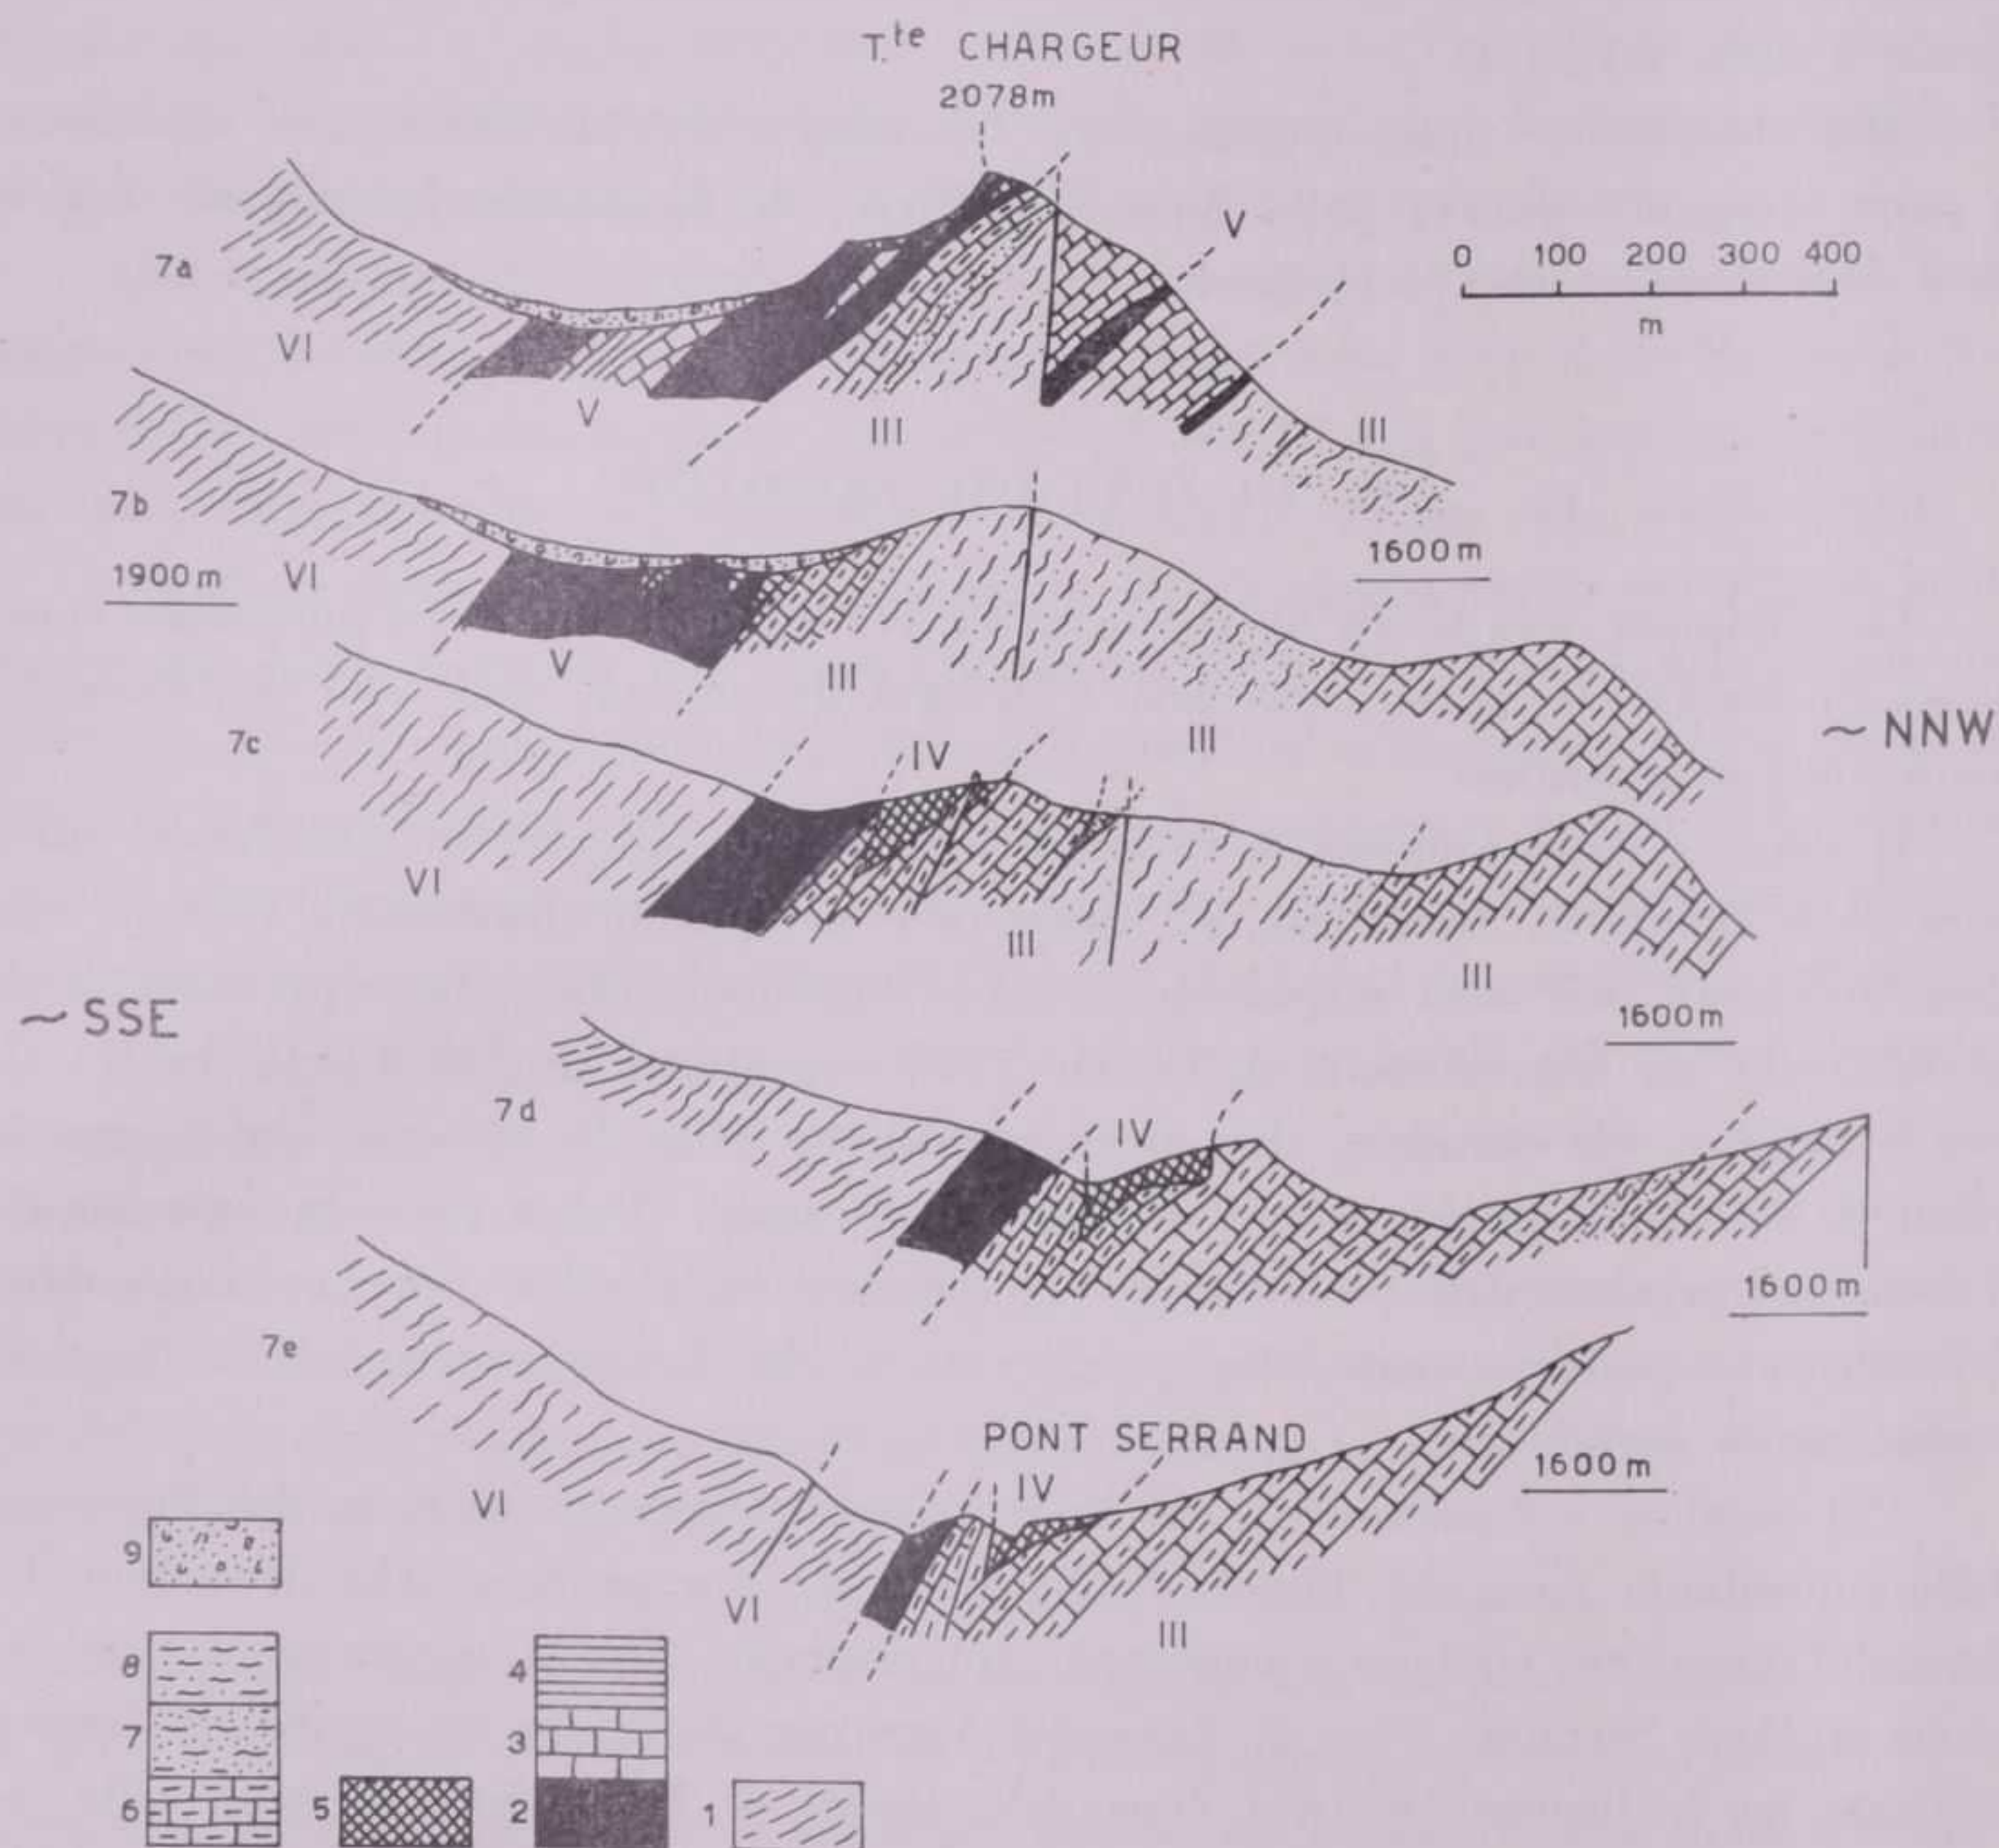 T.te CHARGEUR
2078m
7a
V
0 100 200 300 400
m
VI
V
III
III
7b
1600m
1900m
VI
V
III
III
~ NNW
7c
IV
VI
III
III
1600m
~ SSE
7d
IV
1600m
7e
PONT SERRAND
IV
1600m
VI
VI
III
9
8
7
6
5
4
3
2
1